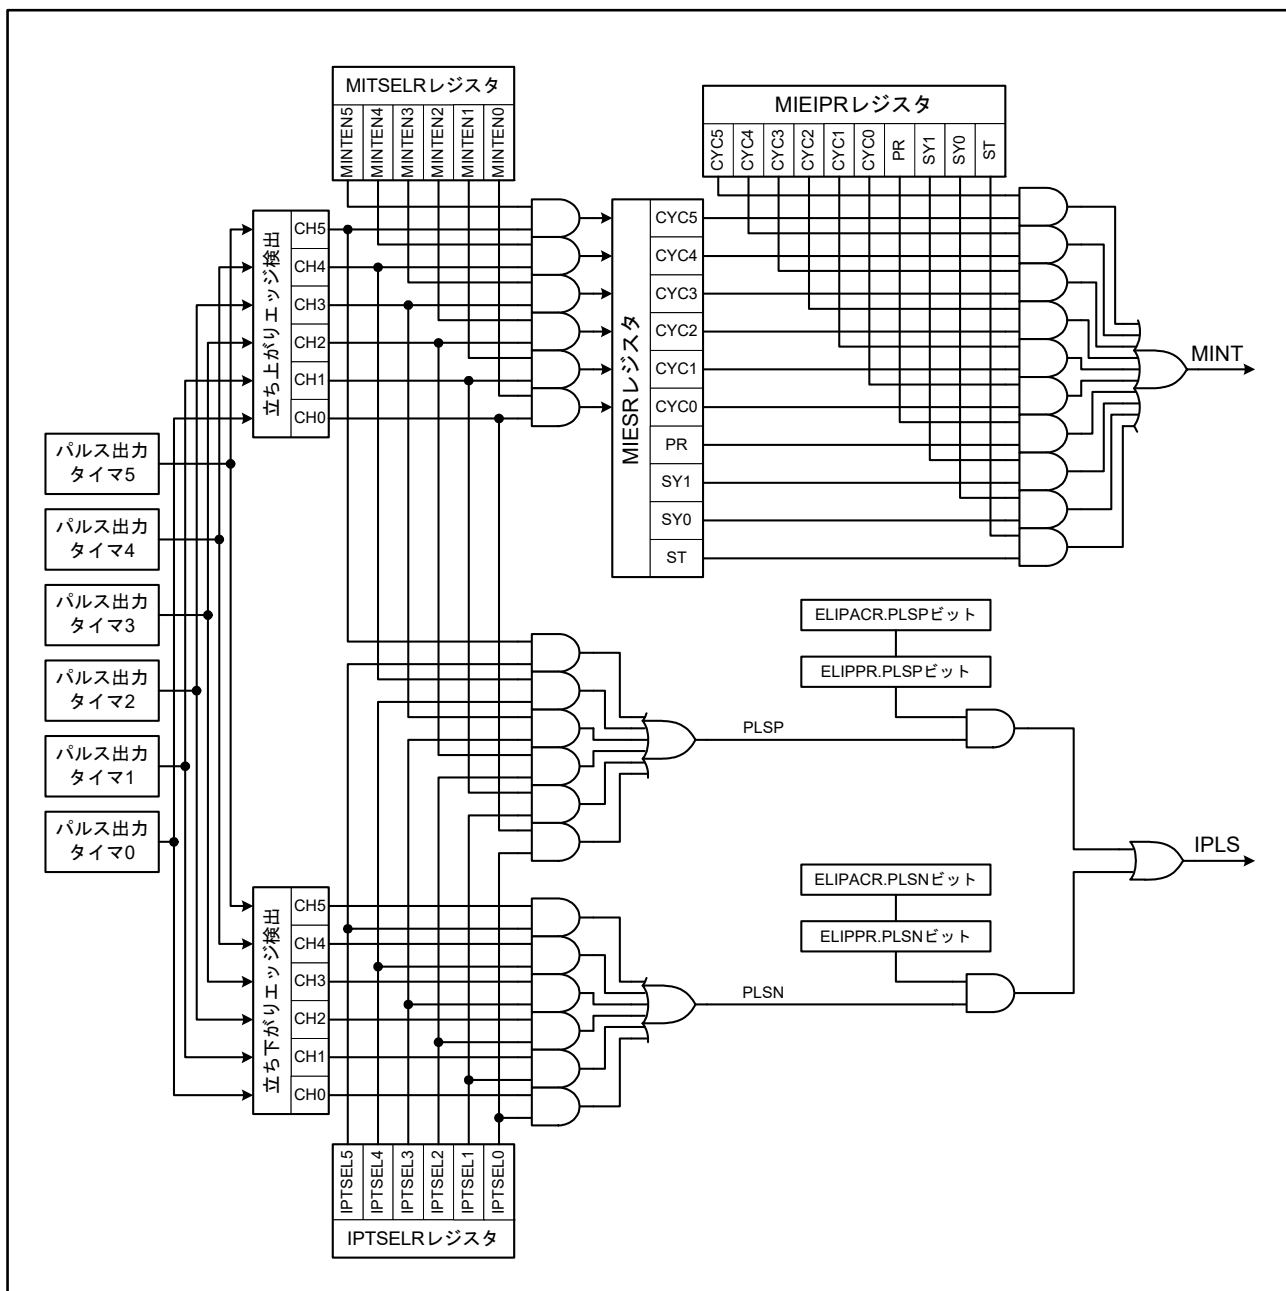 MITSELRレジスタ
MINTEN5
MINTEN4
MINTEN3
MINTEN2
MINTEN1
MINTEN0
MIEIPRレジスタ
CYC5
CYC4
CYC3
CYC2
CYC1
CYC0
PR
SY1
SY0
ST
立ち上がりエッジ検出
CH5
CH4
CH3
CH2
CH1
CH0
MIESRレジスタ
CYC5
CYC4
CYC3
CYC2
CYC1
CYC0
PR
SY1
SY0
ST
MINT
パルス出力
タイマ5
パルス出力
タイマ4
パルス出力
タイマ3
パルス出力
タイマ2
パルス出力
タイマ1
パルス出力
タイマ0
ELIPACR.PLSPビット
ELIPPR.PLSPビット
PLSP
IPLS
ELIPACR.PLSNビット
ELIPPR.PLSNビット
PLSN
立ち下がりエッジ検出
CH5
CH4
CH3
CH2
CH1
CH0
IPTSEL5
IPTSEL4
IPTSEL3
IPTSEL2
IPTSEL1
IPTSEL0
IPTSELRレジスタ